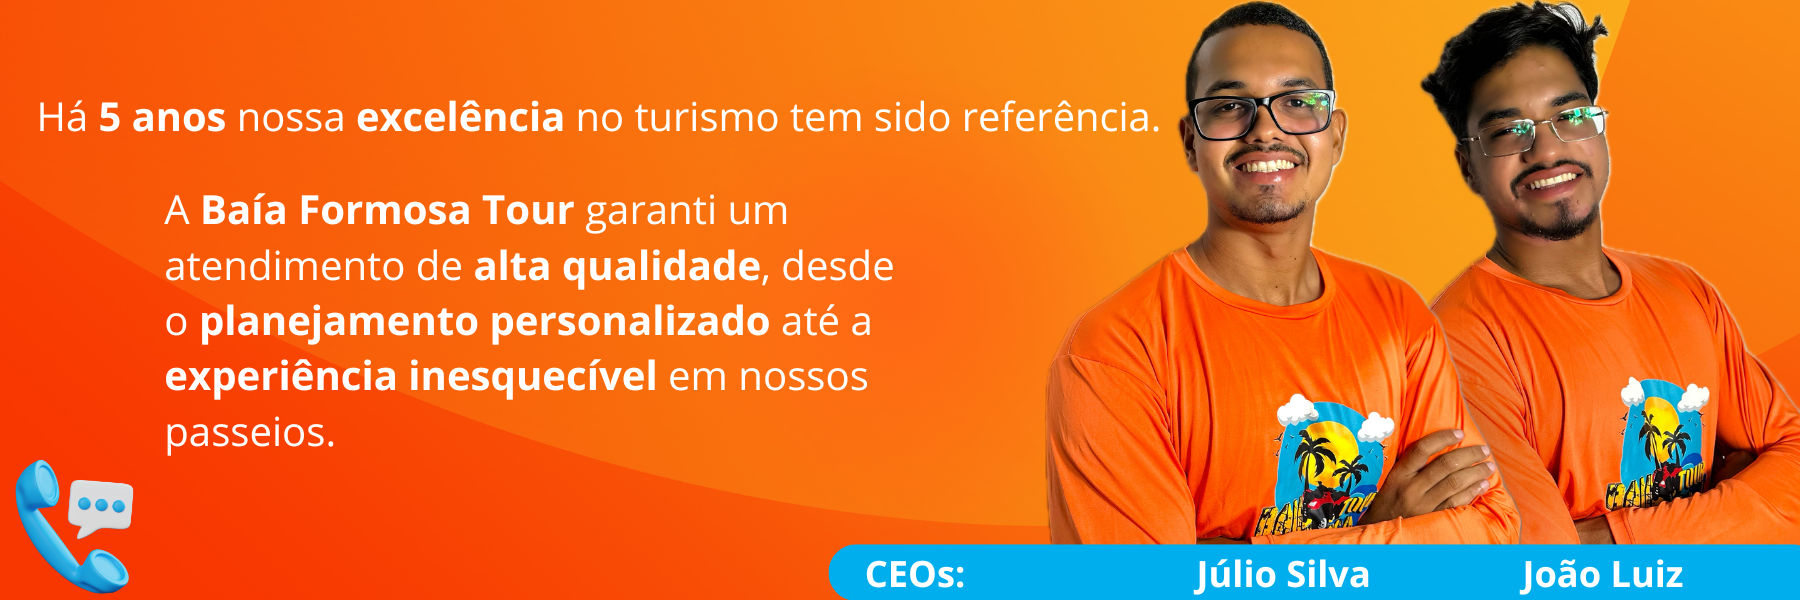 Há 5 anos nossa excelência no turismo tem sido referência.
A Baía Formosa Tour garanti um
atendimento de alta qualidade, desde
o planejamento personalizado até a
experiência inesquecível em nossos
passeios.
CEOs: Júlio Silva João Luiz